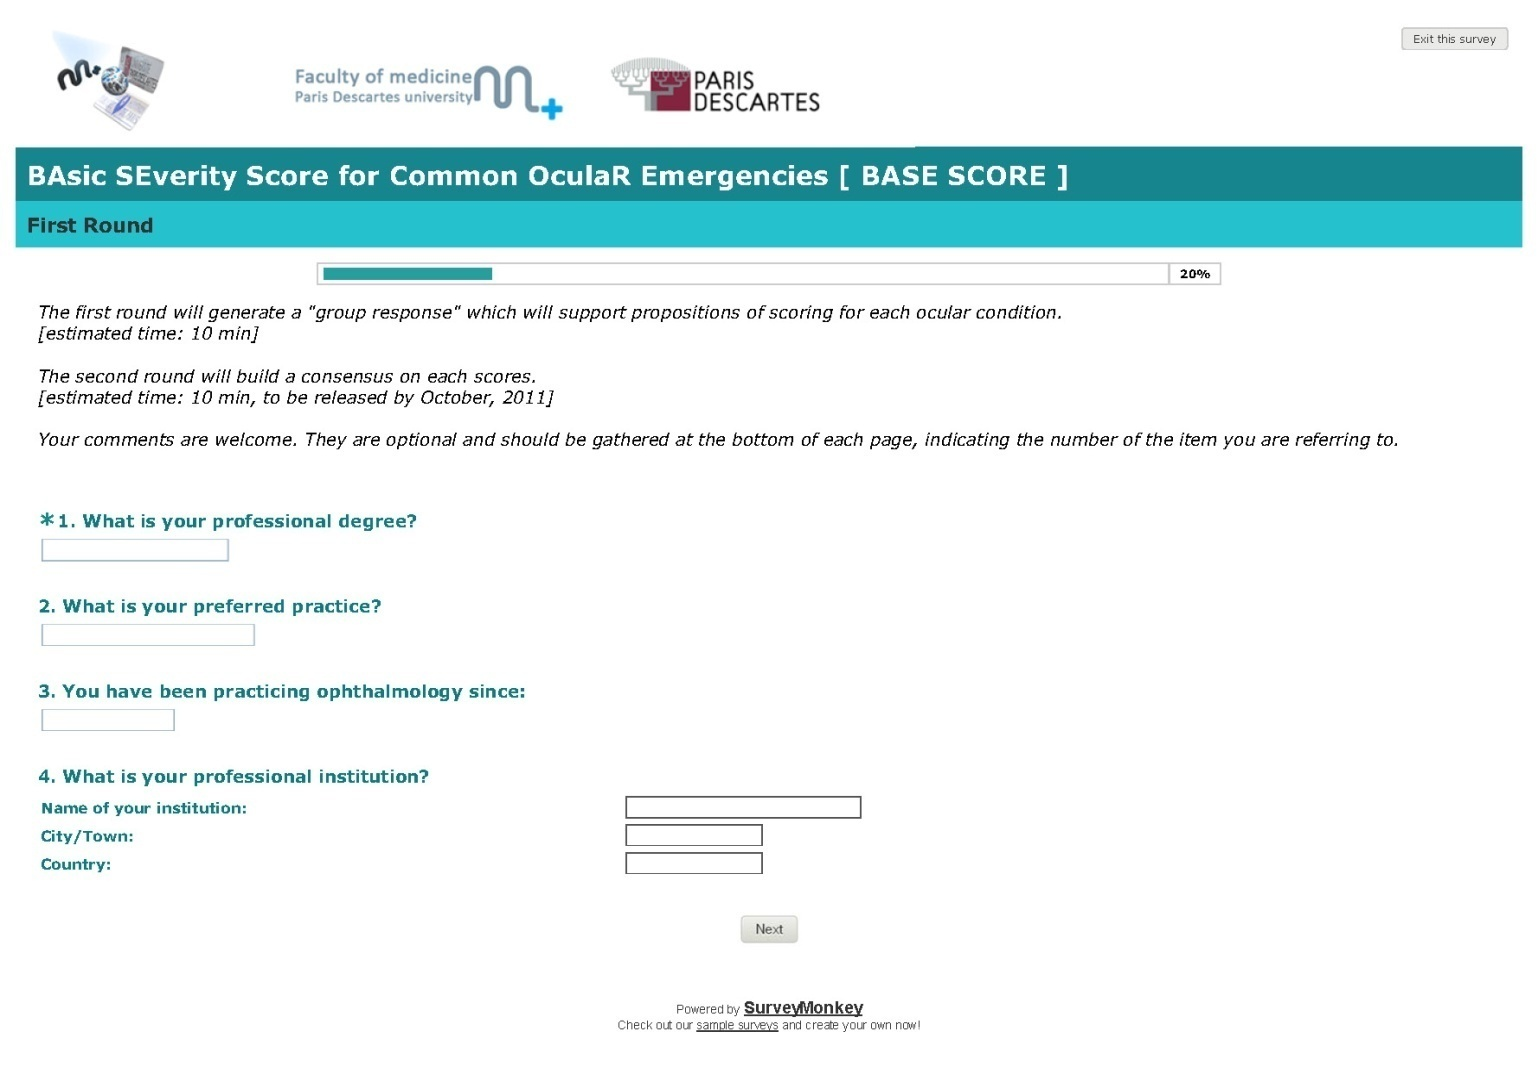 Exit this survey
Faculty of medicine
Paris Descartes university
PARIS
DESCARTES
BAsic SEverity Score for Common OculaR Emergencies [ BASE SCORE ]
First Round
20%
The first round will generate a "group response" which will support propositions of scoring for each ocular condition.
[estimated time: 10 min]
The second round will build a consensus on each scores.
[estimated time: 10 min, to be released by October, 2011]
Your comments are welcome. They are optional and should be gathered at the bottom of each page, indicating the number of the item you are referring to.
*1. What is your professional degree?
2. What is your preferred practice?
3. You have been practicing ophthalmology since:
4. What is your professional institution?
Name of your institution:
City/Town:
Country:
Next
Powered by SurveyMonkey
Check out our sample surveys and create your own now!